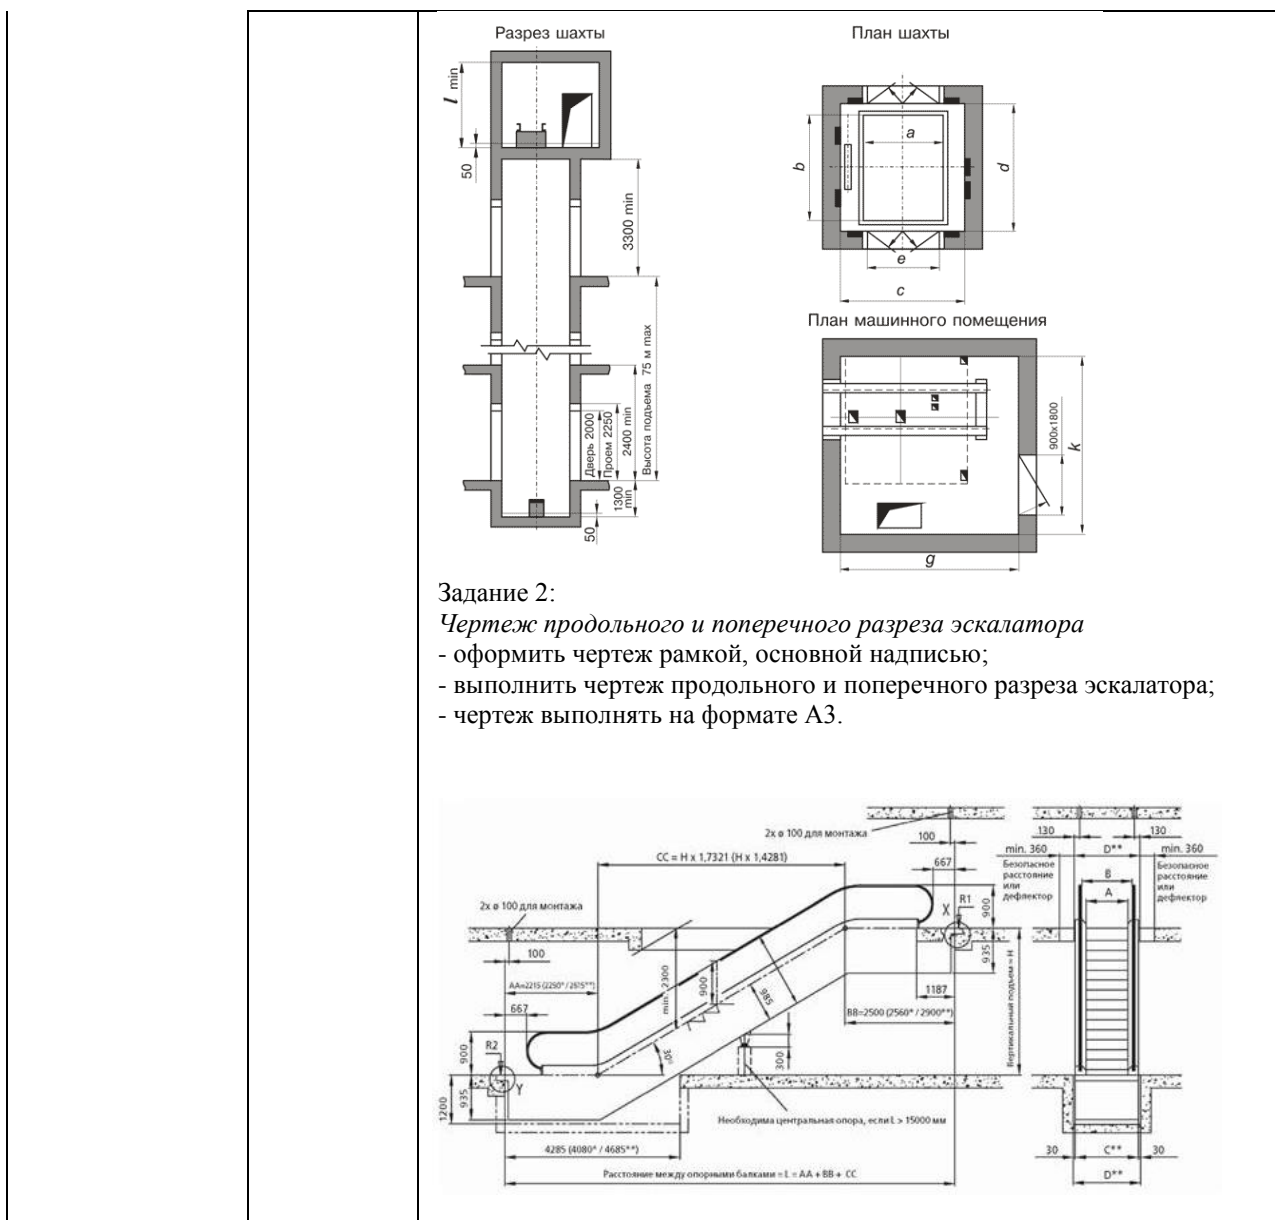 Разрез шахты
План шахты
l min
50
3300 min
Высота подъема 75 м max
Дверь 2000
Проем 2250
2400 min
1300 min
50
a
b
d
e
c
План машинного помещения
900x1800
k
g
Задание 2:
Чертеж продольного и поперечного разреза эскалатора
- оформить чертеж рамкой, основной надписью;
- выполнить чертеж продольного и поперечного разреза эскалатора;
- чертеж выполнять на формате А3.
2x ø 100 для монтажа
100
CC = H x 1,7321 (H x 1,4281)
667
2x ø 100 для монтажа
X
R1
900
100
935
AA=2215 (2250* / 2615**)
min. 2300
900
985
1187
BB=2500 (2560* / 2900**)
Вертикальный подъем = H
667
900
R2
30°
300
Y
935
1200
Необходима центральная опора, если L > 15000 мм
4285 (4080* / 4685**)
Расстояние между опорными балками = L = AA + BB + CC
130
130
min. 360
D**
min. 360
Безопасное
расстояние
или
дефлектор
B
A
Безопасное
расстояние
или
дефлектор
30
C**
30
D**